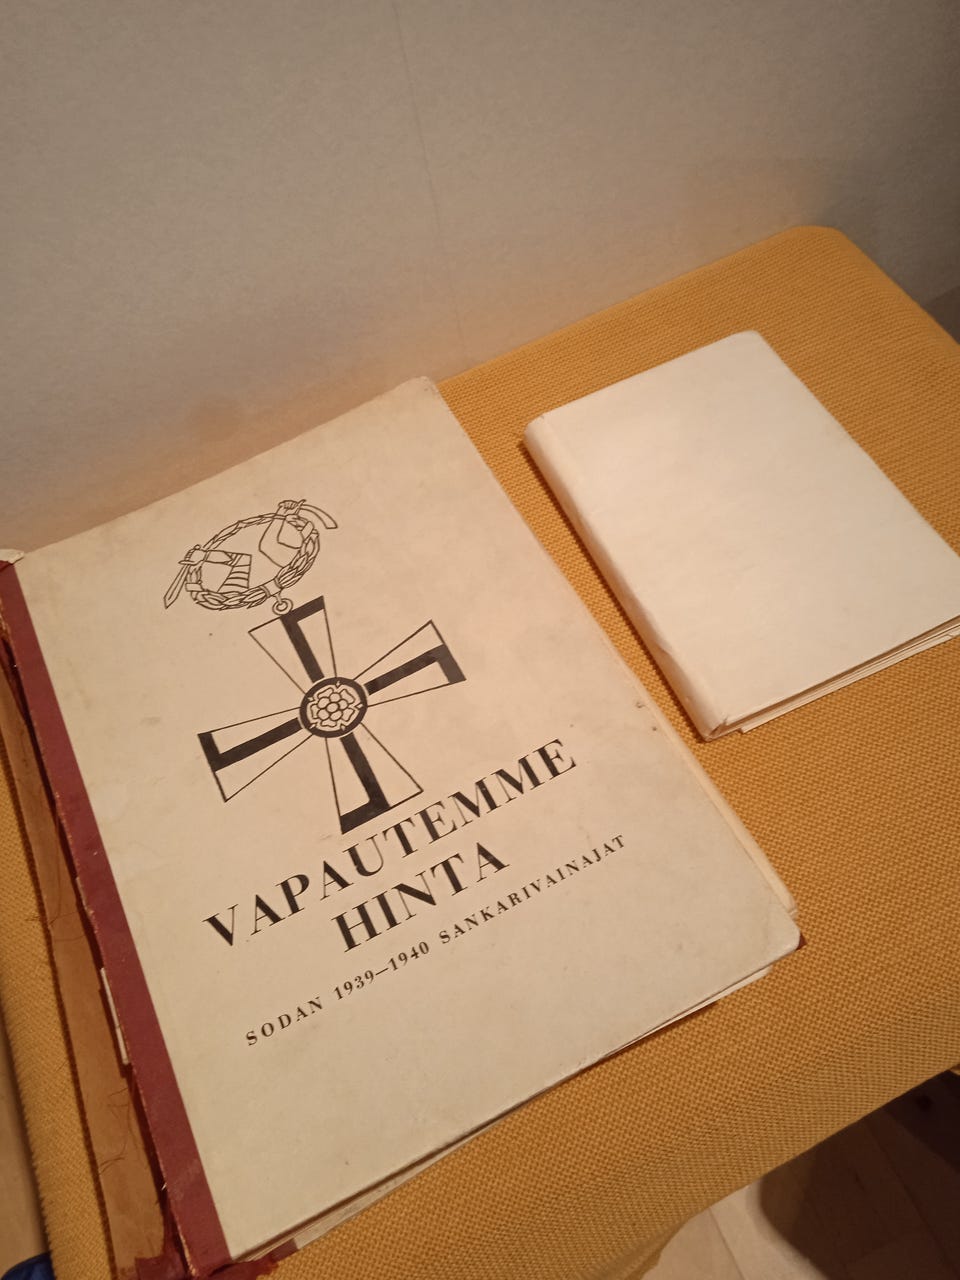 VAPAUTEMME
HINTA
SODAN 1939–1940 SANKARIVAINAJAT